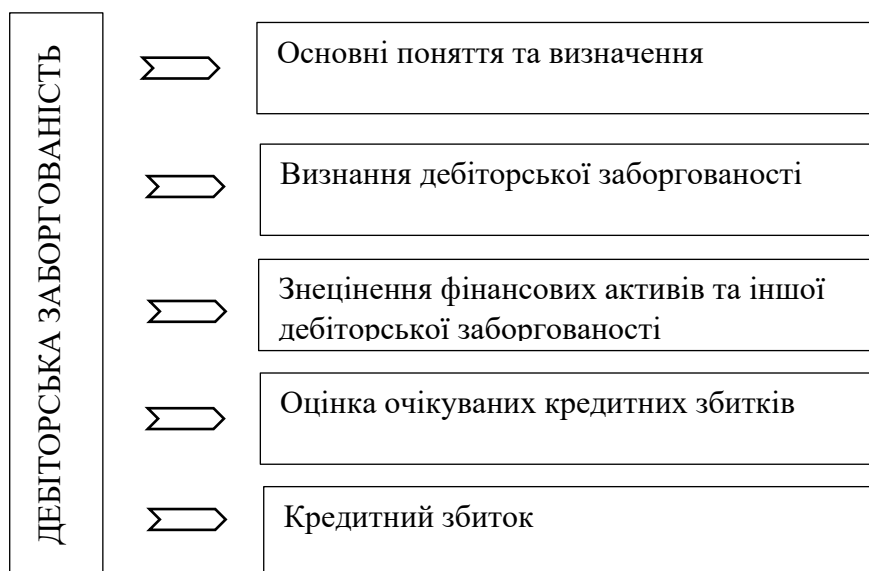 ДЕБІТОРСЬКА ЗАБОРГОВАНІСТЬ
Основні поняття та визначення
Визнання дебіторської заборгованості
Знецінення фінансових активів та іншої
дебіторської заборгованості
Оцінка очікуваних кредитних збитків
Кредитний збиток